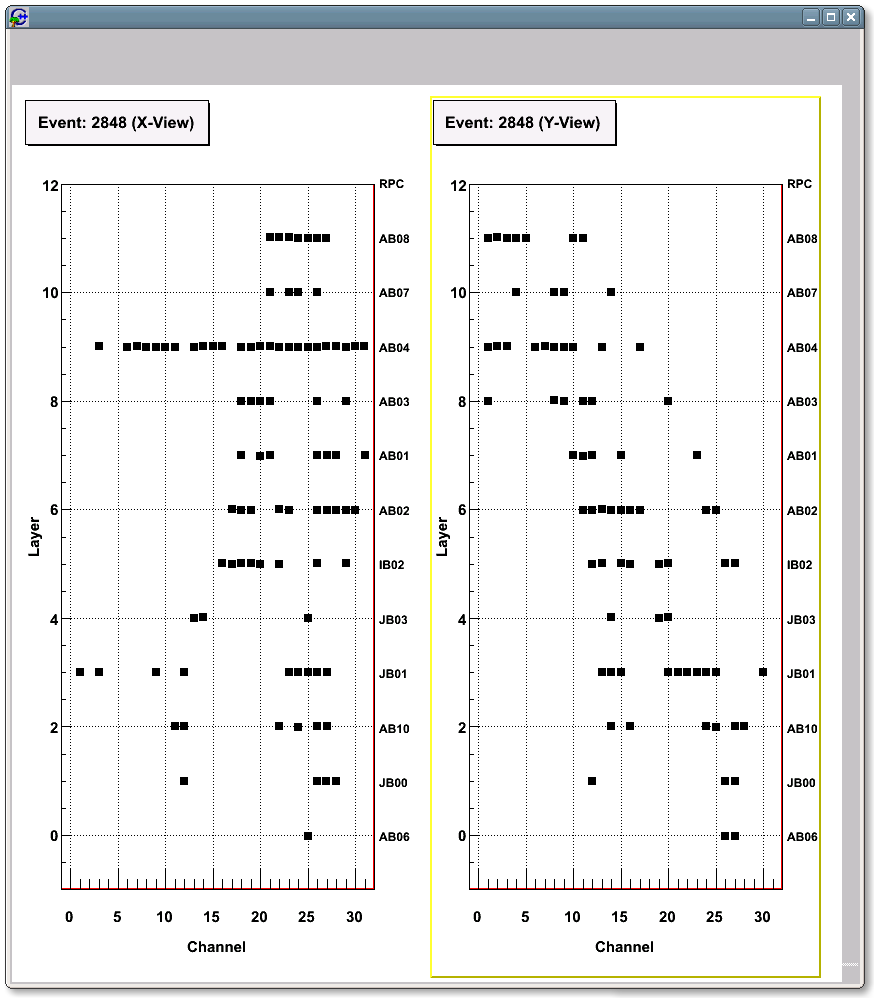 Event: 2848 (X-View)
12
10
8
6
4
2
0
Layer
RPC
AB08
AB07
AB04
AB03
AB01
AB02
IB02
JB03
JB01
AB10
JB00
AB06
0 5 10 15 20 25 30
Channel
Event: 2848 (Y-View)
12
10
8
6
4
2
0
Layer
RPC
AB08
AB07
AB04
AB03
AB01
AB02
IB02
JB03
JB01
AB10
JB00
AB06
0 5 10 15 20 25 30
Channel